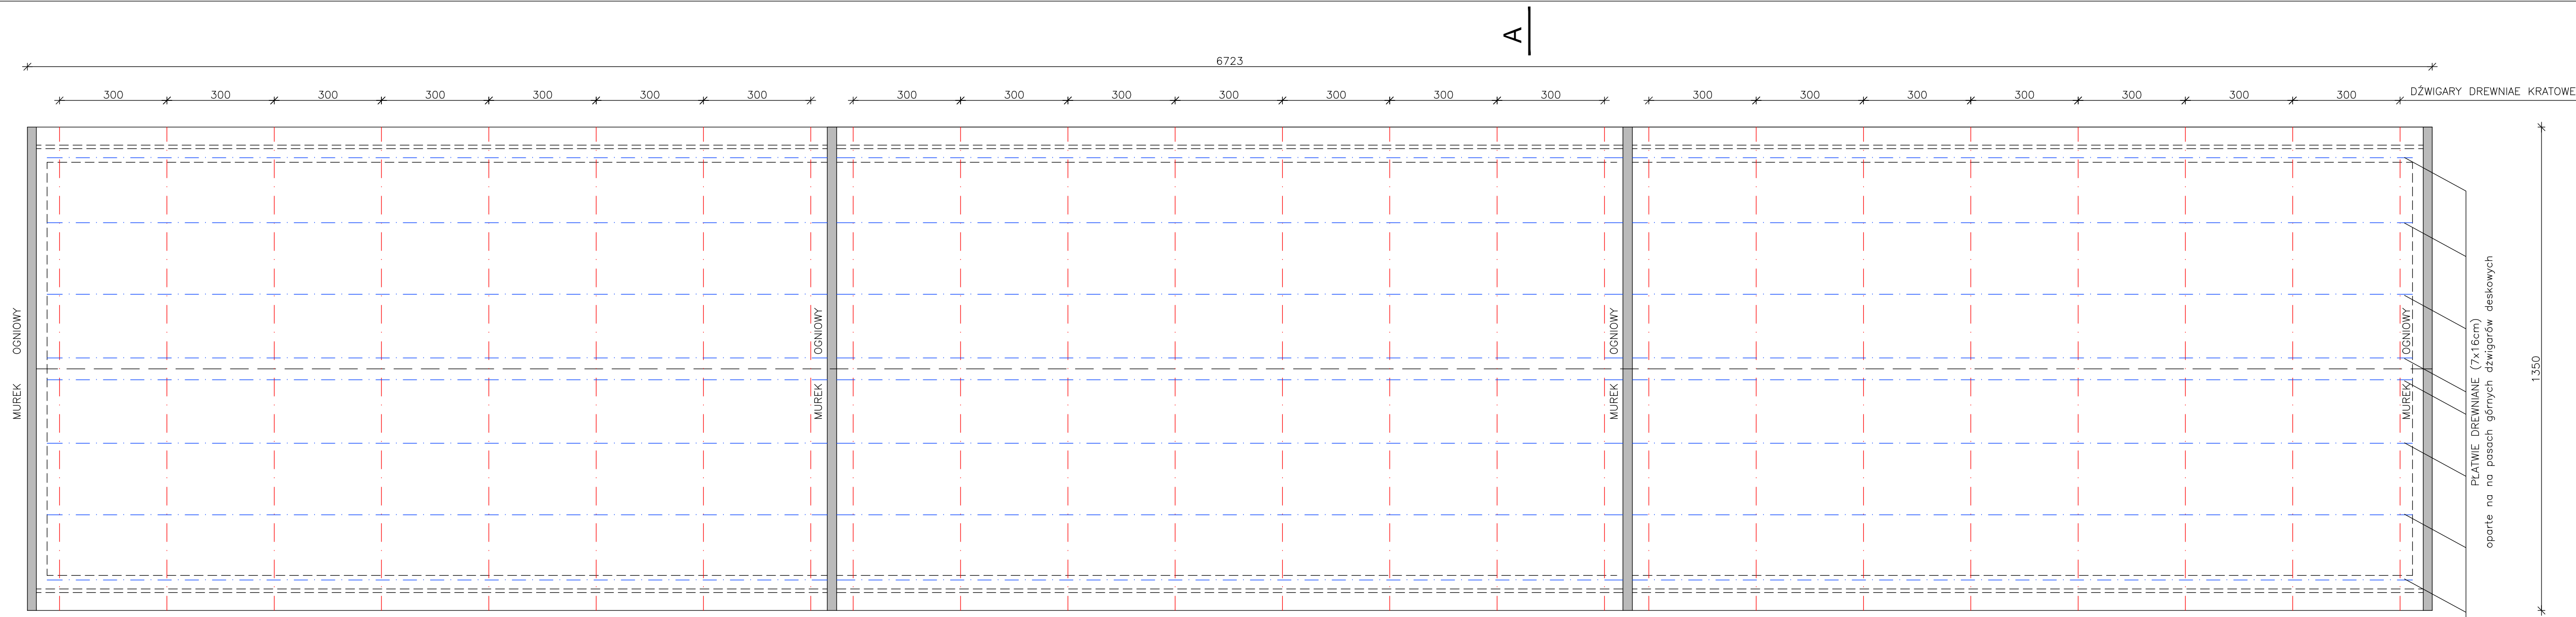 A
6723
300 300 300 300 300 300 300 300 300 300 300 300 300 300 300 300 300 300 300 300 300
DŹWIGARY DREWNIAE KRATOWE
MUREK OGNIOWY
MUREK OGNIOWY
MUREK OGNIOWY
MUREK OGNIOWY
PŁATWIE DREWNIANE (7x16cm)
oparte na na pasach górnych dźwigarów deskowych
1350